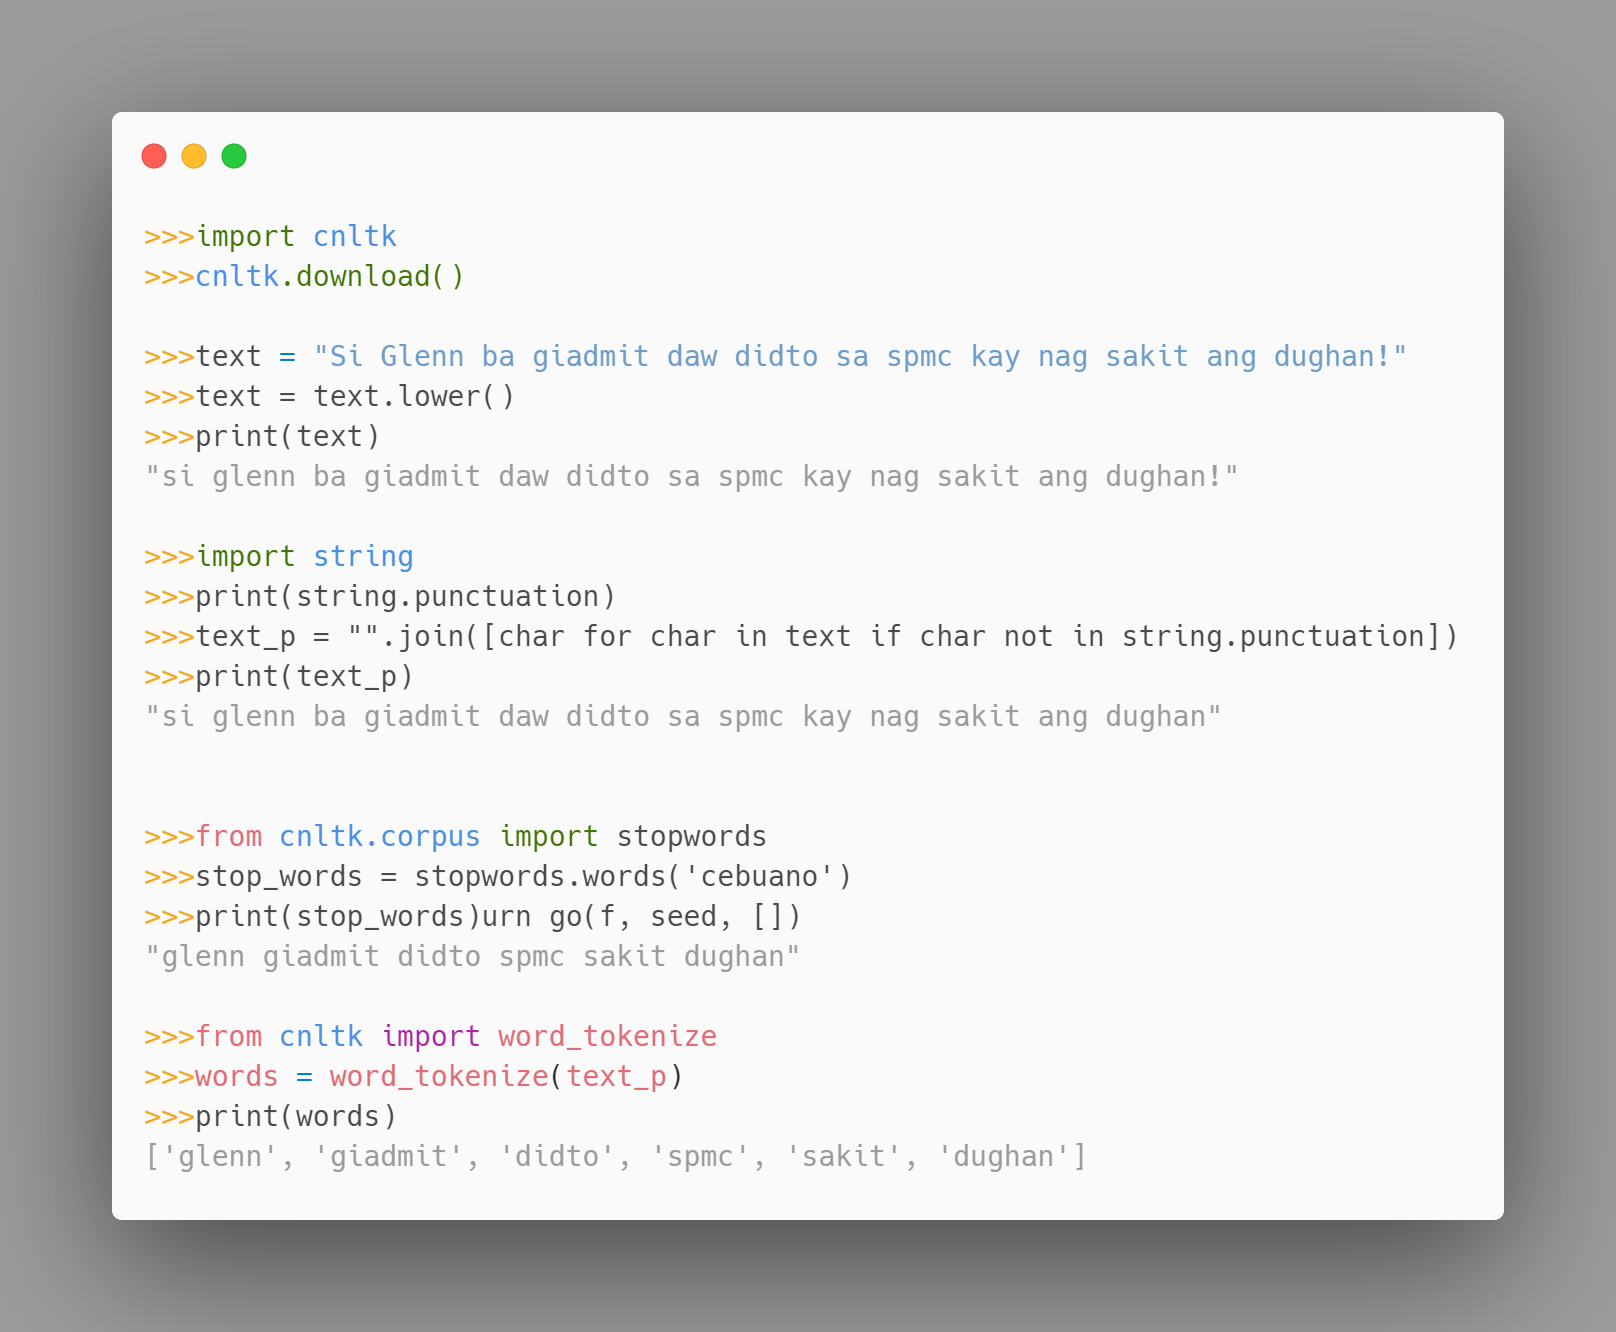 >>>import cnltk
>>>cnltk.download()
>>>text = "Si Glenn ba giadmit daw didto sa spmc kay nag sakit ang dughan!"
>>>text = text.lower()
>>>print(text)
"si glenn ba giadmit daw didto sa spmc kay nag sakit ang dughan!"
>>>import string
>>>print(string.punctuation)
>>>text_p = "".join([char for char in text if char not in string.punctuation])
>>>print(text_p)
"si glenn ba giadmit daw didto sa spmc kay nag sakit ang dughan"
>>>from cnltk.corpus import stopwords
>>>stop_words = stopwords.words('cebuano')
>>>print(stop_words)urn go(f, seed, [])
"glenn giadmit didto spmc sakit dughan"
>>>from cnltk import word_tokenize
>>>words = word_tokenize(text_p)
>>>print(words)
['glenn', 'giadmit', 'didto', 'spmc', 'sakit', 'dughan']